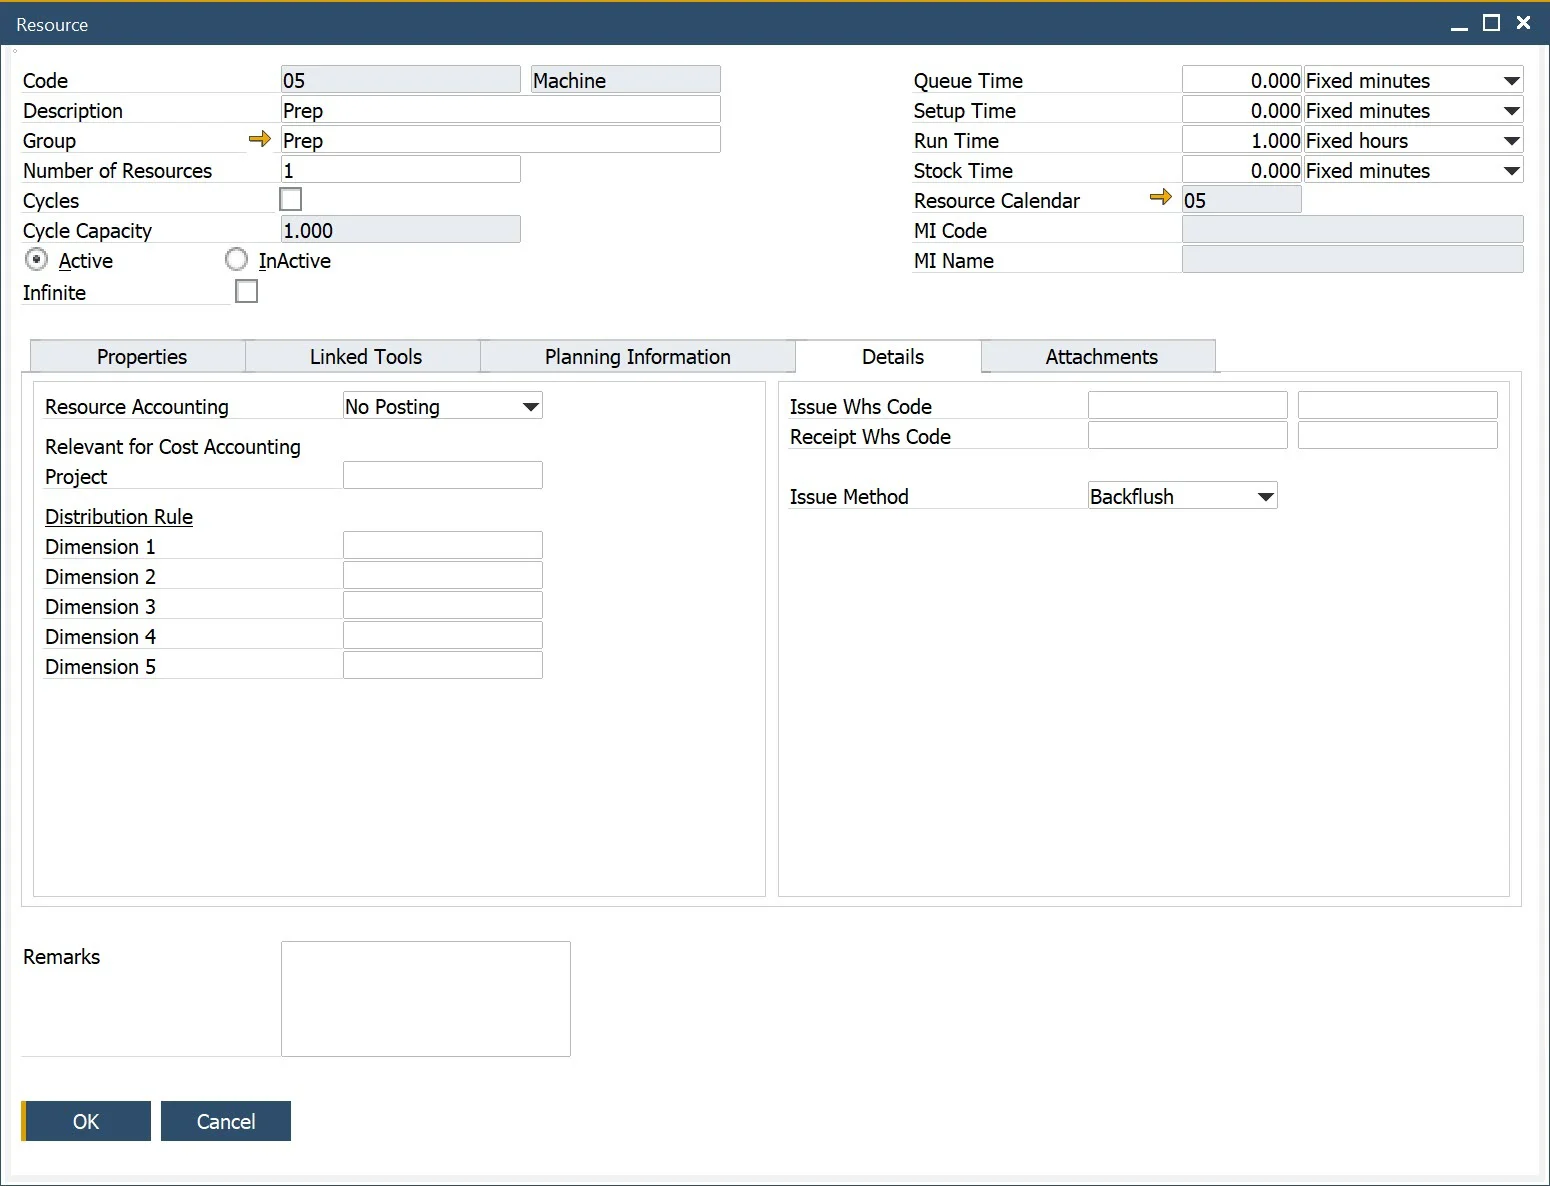 Resource
Code 05 Machine
Description Prep
Group Prep
Number of Resources 1
Cycles
Cycle Capacity 1.000
Active InActive
Infinite
Queue Time 0.000 Fixed minutes
Setup Time 0.000 Fixed minutes
Run Time 1.000 Fixed hours
Stock Time 0.000 Fixed minutes
Resource Calendar 05
MI Code
MI Name
Properties Linked Tools Planning Information Details Attachments
Resource Accounting No Posting
Relevant for Cost Accounting
Project
Distribution Rule
Dimension 1
Dimension 2
Dimension 3
Dimension 4
Dimension 5
Issue Whs Code
Receipt Whs Code
Issue Method Backflush
Remarks
OK Cancel